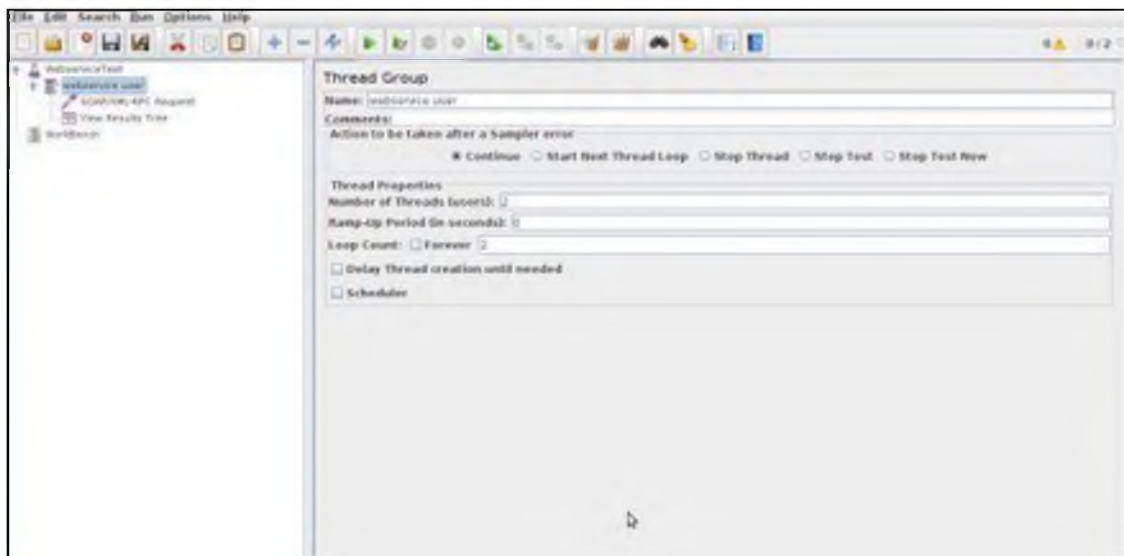 File Edit Search Run Options Help
0 0 / 2
WebserviceTest
webservice user
SOAP/XML-RPC Request
View Results Tree
WorkBench
Thread Group
Name: webservice user
Comments:
Action to be taken after a Sampler error
Continue Start Next Thread Loop Stop Thread Stop Test Stop Test Now
Thread Properties
Number of Threads (users): 2
Ramp-Up Period (in seconds): 0
Loop Count: Forever 2
Delay Thread creation until needed
Scheduler